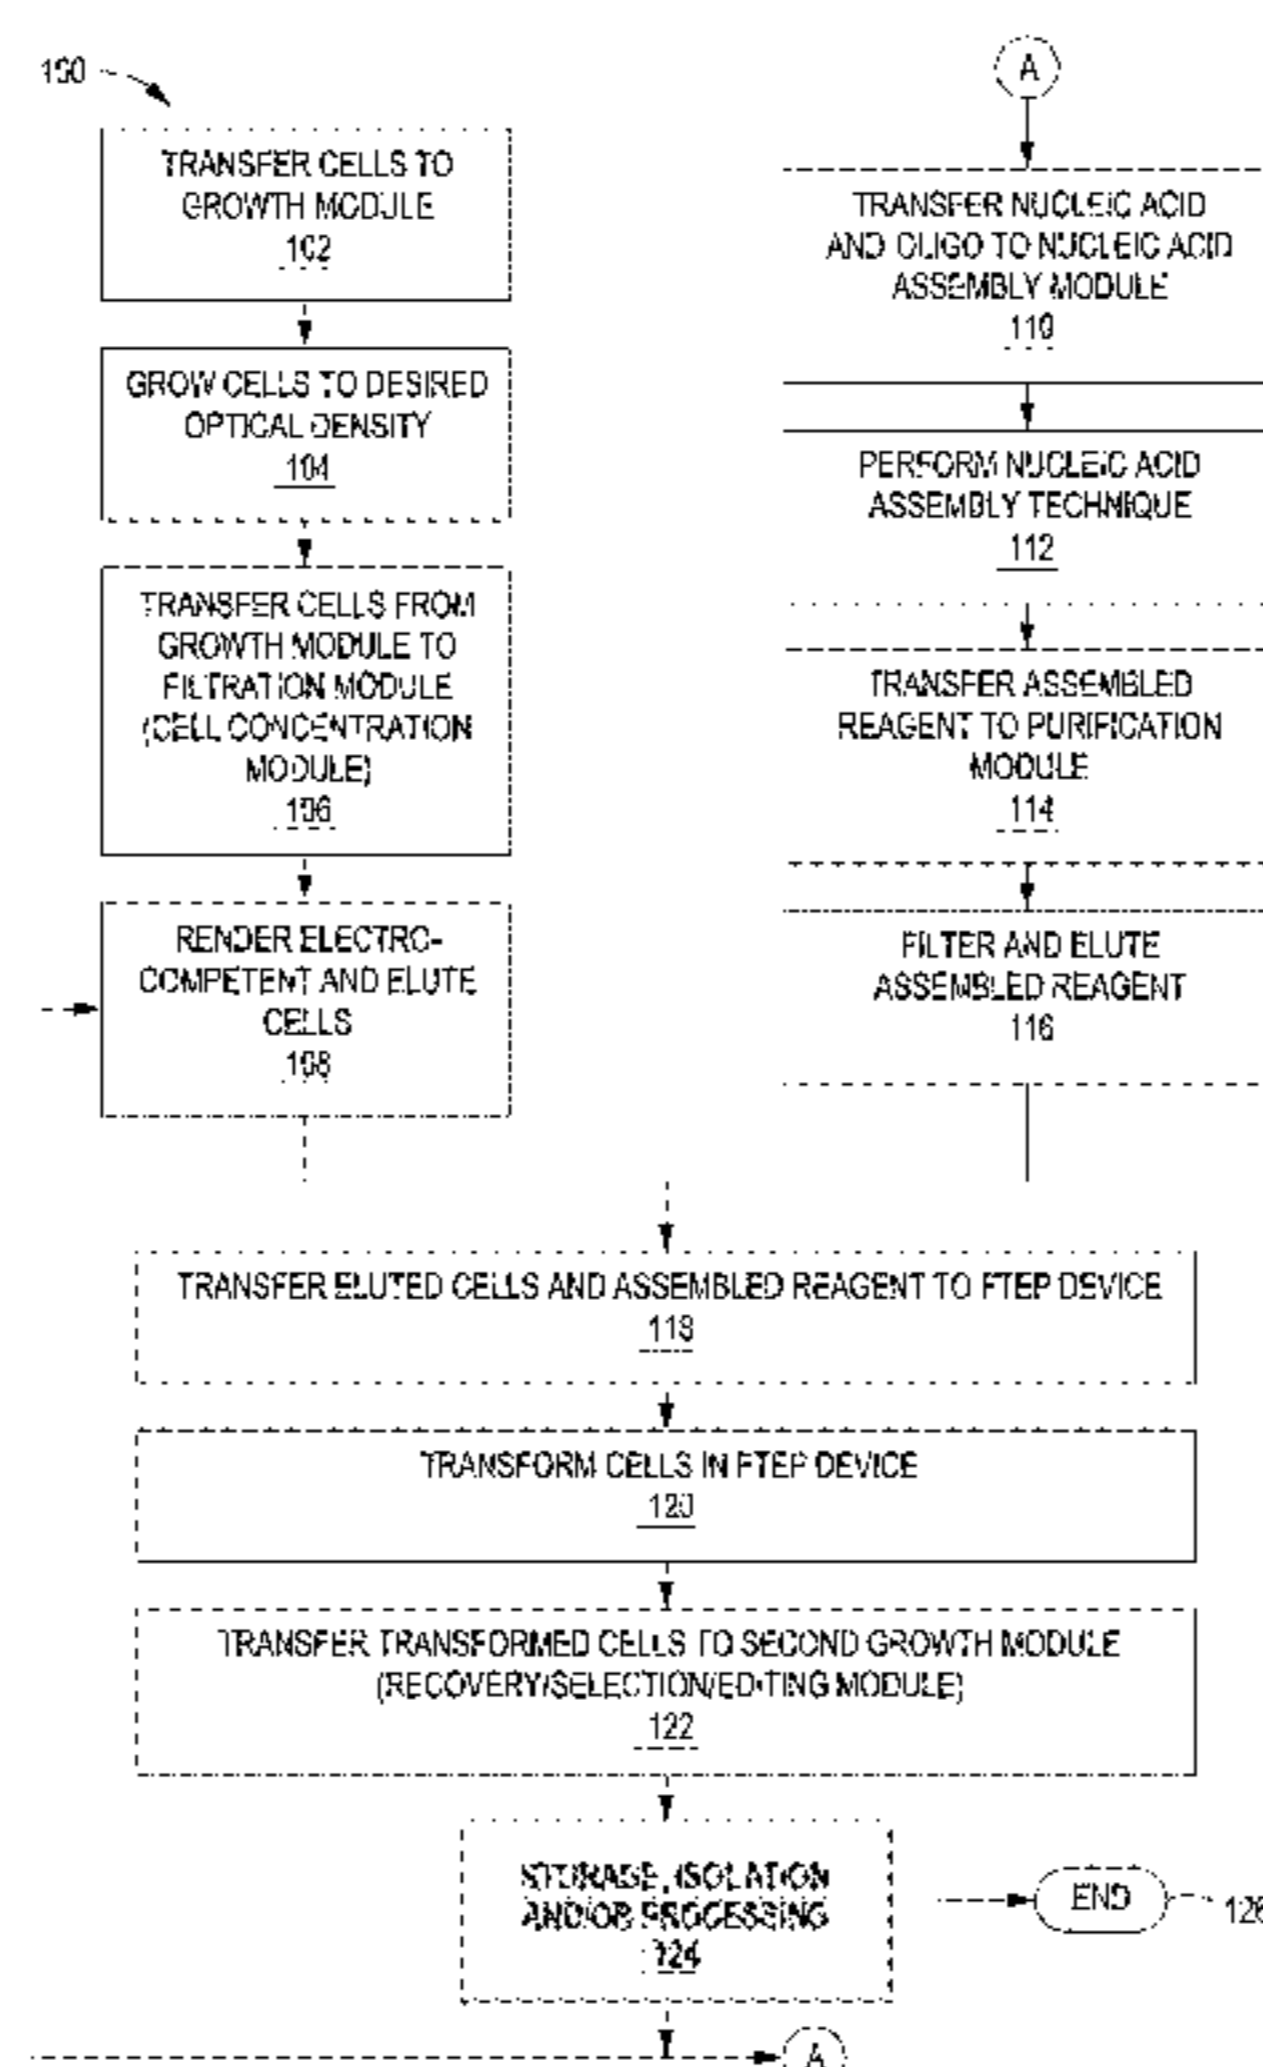 100
TRANSFER CELLS TO
GROWTH MODULE
102
GROW CELLS TO DESIRED
OPTICAL DENSITY
104
TRANSFER CELLS FROM
GROWTH MODULE TO
FILTRATION MODULE
(CELL CONCENTRATION
MODULE)
106
RENDER ELECTRO-
COMPETENT AND ELUTE
CELLS
108
A
TRANSFER NUCLEIC ACID
AND OLIGO TO NUCLEIC ACID
ASSEMBLY MODULE
110
PERFORM NUCLEIC ACID
ASSEMBLY TECHNIQUE
112
TRANSFER ASSEMBLED
REAGENT TO PURIFICATION
MODULE
114
FILTER AND ELUTE
ASSEMBLED REAGENT
116
TRANSFER ELUTED CELLS AND ASSEMBLED REAGENT TO FTEP DEVICE
118
TRANSFORM CELLS IN FTEP DEVICE
120
TRANSFER TRANSFORMED CELLS TO SECOND GROWTH MODULE
(RECOVERY/SELECTION/EDITING MODULE)
122
STORAGE, ISOLATION
AND/OR PROCESSING
124
END
126
A